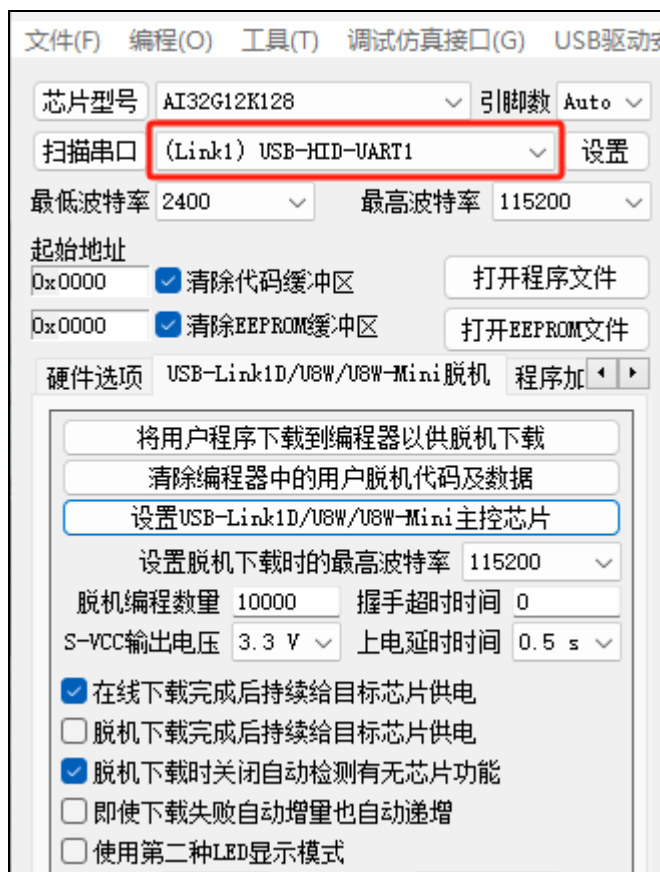 文件(F) 编程(O) 工具(T) 调试仿真接口(G) USB驱动
芯片型号 AI32G12K128 引脚数 Auto
扫描串口 (Link1) USB-HID-UART1 设置
最低波特率 2400 最高波特率 115200
起始地址
0x0000 清除代码缓冲区 打开程序文件
0x0000 清除EEPROM缓冲区 打开EEPROM文件
硬件选项 USB-Link1D/U8W/U8W-Mini脱机 程序加
将用户程序下载到编程器以供脱机下载
清除编程器中的用户脱机代码及数据
设置USB-Link1D/U8W/U8W-Mini主控芯片
设置脱机下载时的最高波特率 115200
脱机编程数量 10000 握手超时时间 0
S-VCC输出电压 3.3 V 上电延时时间 0.5 s
在线下载完成后持续给目标芯片供电
脱机下载完成后持续给目标芯片供电
脱机下载时关闭自动检测有无芯片功能
即使下载失败自动增量也自动递增
使用第二种LED显示模式